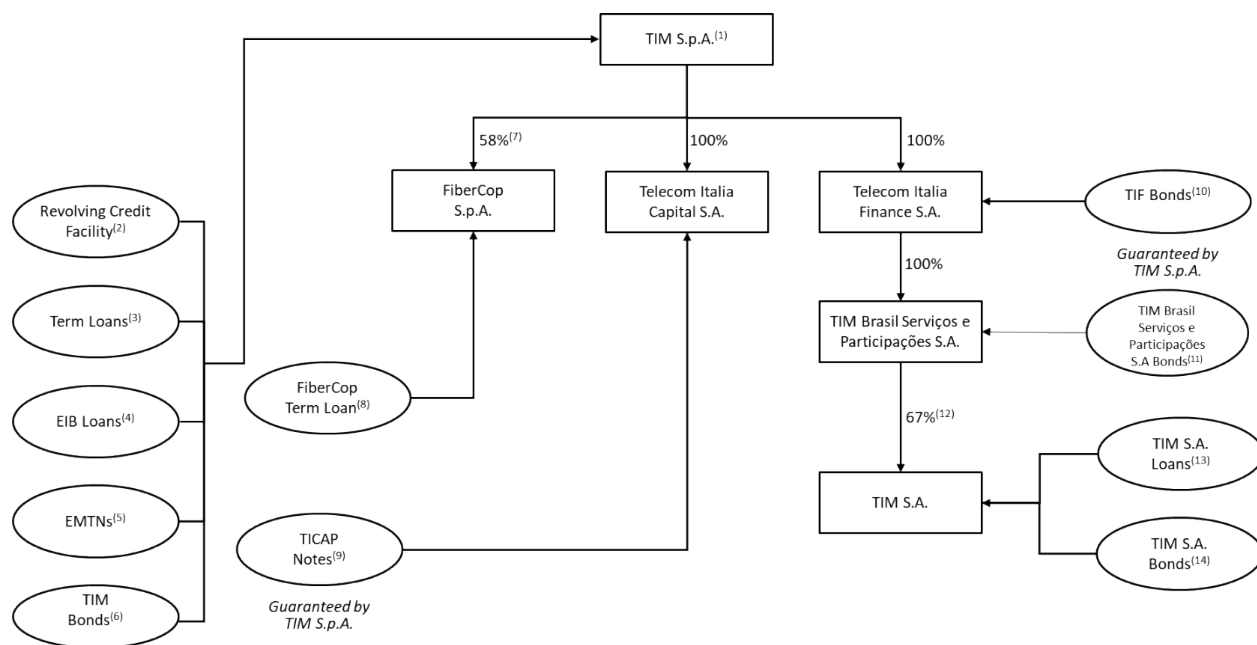 TIM S.p.A.(1)
58%(7)
100%
100%
FiberCop
S.p.A.
Telecom Italia
Capital S.A.
Telecom Italia
Finance S.A.
TIF Bonds(10)
Guaranteed by
TIM S.p.A.
Revolving Credit
Facility(2)
Term Loans(3)
EIB Loans(4)
EMTNs(5)
TIM
Bonds(6)
100%
TIM Brasil Serviços e
Participações S.A.
TIM Brasil
Serviços e
Participações
S.A Bonds(11)
FiberCop
Term Loan(8)
67%(12)
TIM S.A.
TIM S.A.
Loans(13)
TIM S.A.
Bonds(14)
TICAP
Notes(9)
Guaranteed by
TIM S.p.A.